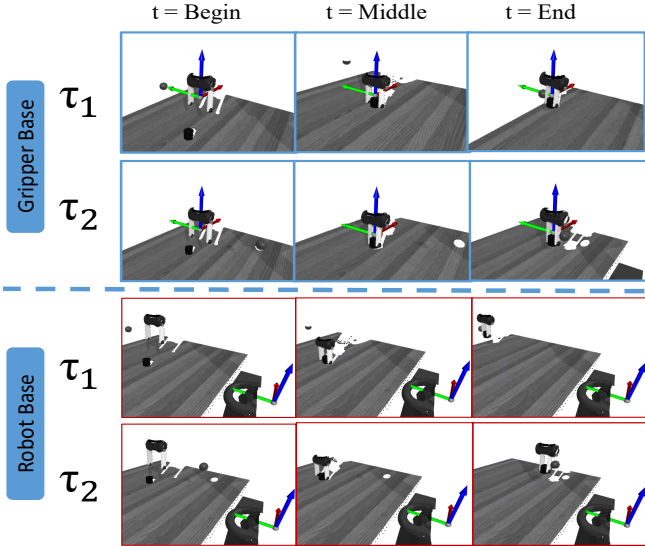 t = Begin
t = Middle
t = End
Gripper Base
τ1
τ2
Robot Base
τ1
τ2